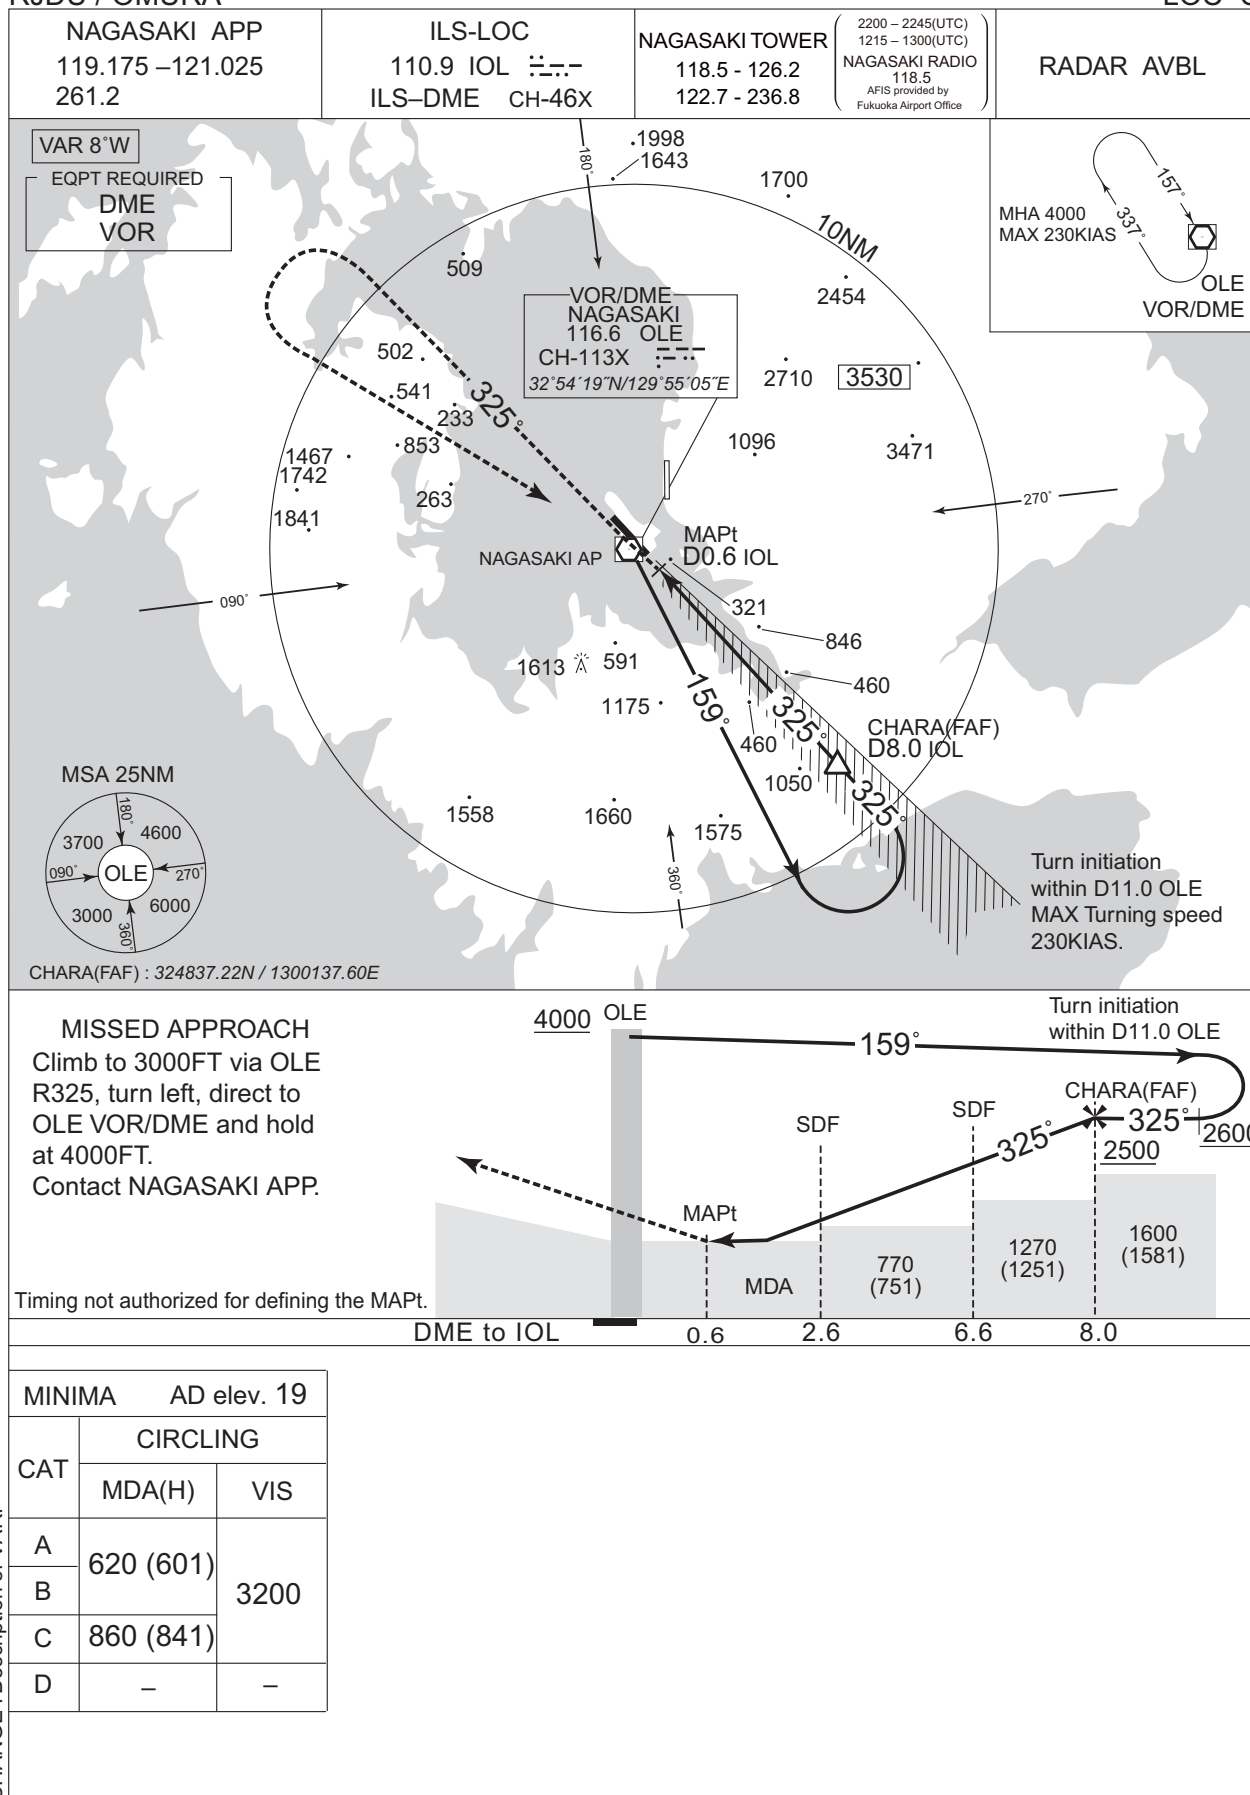 NAGASAKI APP
119.175 –121.025
261.2
ILS-LOC
110.9 IOL
ILS–DME CH-46X
NAGASAKI TOWER
118.5 - 126.2
122.7 - 236.8
2200 – 2245(UTC)
1215 – 1300(UTC)
NAGASAKI RADIO
118.5
AFIS provided by
Fukuoka Airport Office
RADAR AVBL
VAR 8˚W
EQPT REQUIRED
DME
VOR
180˚
1998
1643
1700
10NM
2454
509
157˚
337˚
MHA 4000
MAX 230KIAS
OLE
VOR/DME
VOR/DME
NAGASAKI
116.6 OLE
CH-113X
32˚54´19˝N/129˚55´05˝E
502
541
233
325˚
2710
3530
1467
853
1096
3471
1742
263
1841
270˚
NAGASAKI AP
MAPt
D0.6 IOL
090˚
321
846
1613
591
460
1175
159˚
325˚
460
CHARA(FAF)
D8.0 IOL
1050
325˚
1558
1660
1575
360˚
MSA 25NM
180˚
3700
4600
090˚
OLE
270˚
3000
6000
360˚
Turn initiation
within D11.0 OLE
MAX Turning speed
230KIAS.
CHARA(FAF) : 324837.22N / 1300137.60E
MISSED APPROACH
Climb to 3000FT via OLE
R325, turn left, direct to
OLE VOR/DME and hold
at 4000FT.
Contact NAGASAKI APP.
4000
OLE
159˚
Turn initiation
within D11.0 OLE
SDF
SDF
CHARA(FAF)
325˚
325˚
2600
2500
MAPt
MDA
770
(751)
1270
(1251)
1600
(1581)
Timing not authorized for defining the MAPt.
DME to IOL
0.6
2.6
6.6
8.0
MINIMA AD elev. 19
CAT
CIRCLING
MDA(H)
VIS
A
620 (601)
B
3200
C
860 (841)
D
–
–